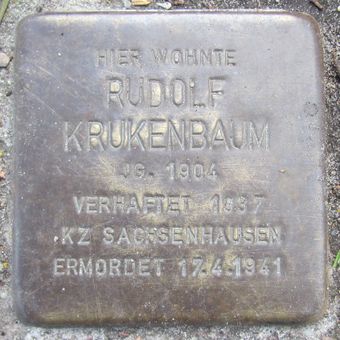 HIER WOHNTE
RUDOLF
KRUKENBAUM
JG. 1904
VERHAFTET 1937
KZ SACHSENHAUSEN
ERMORDET 17.4.1941